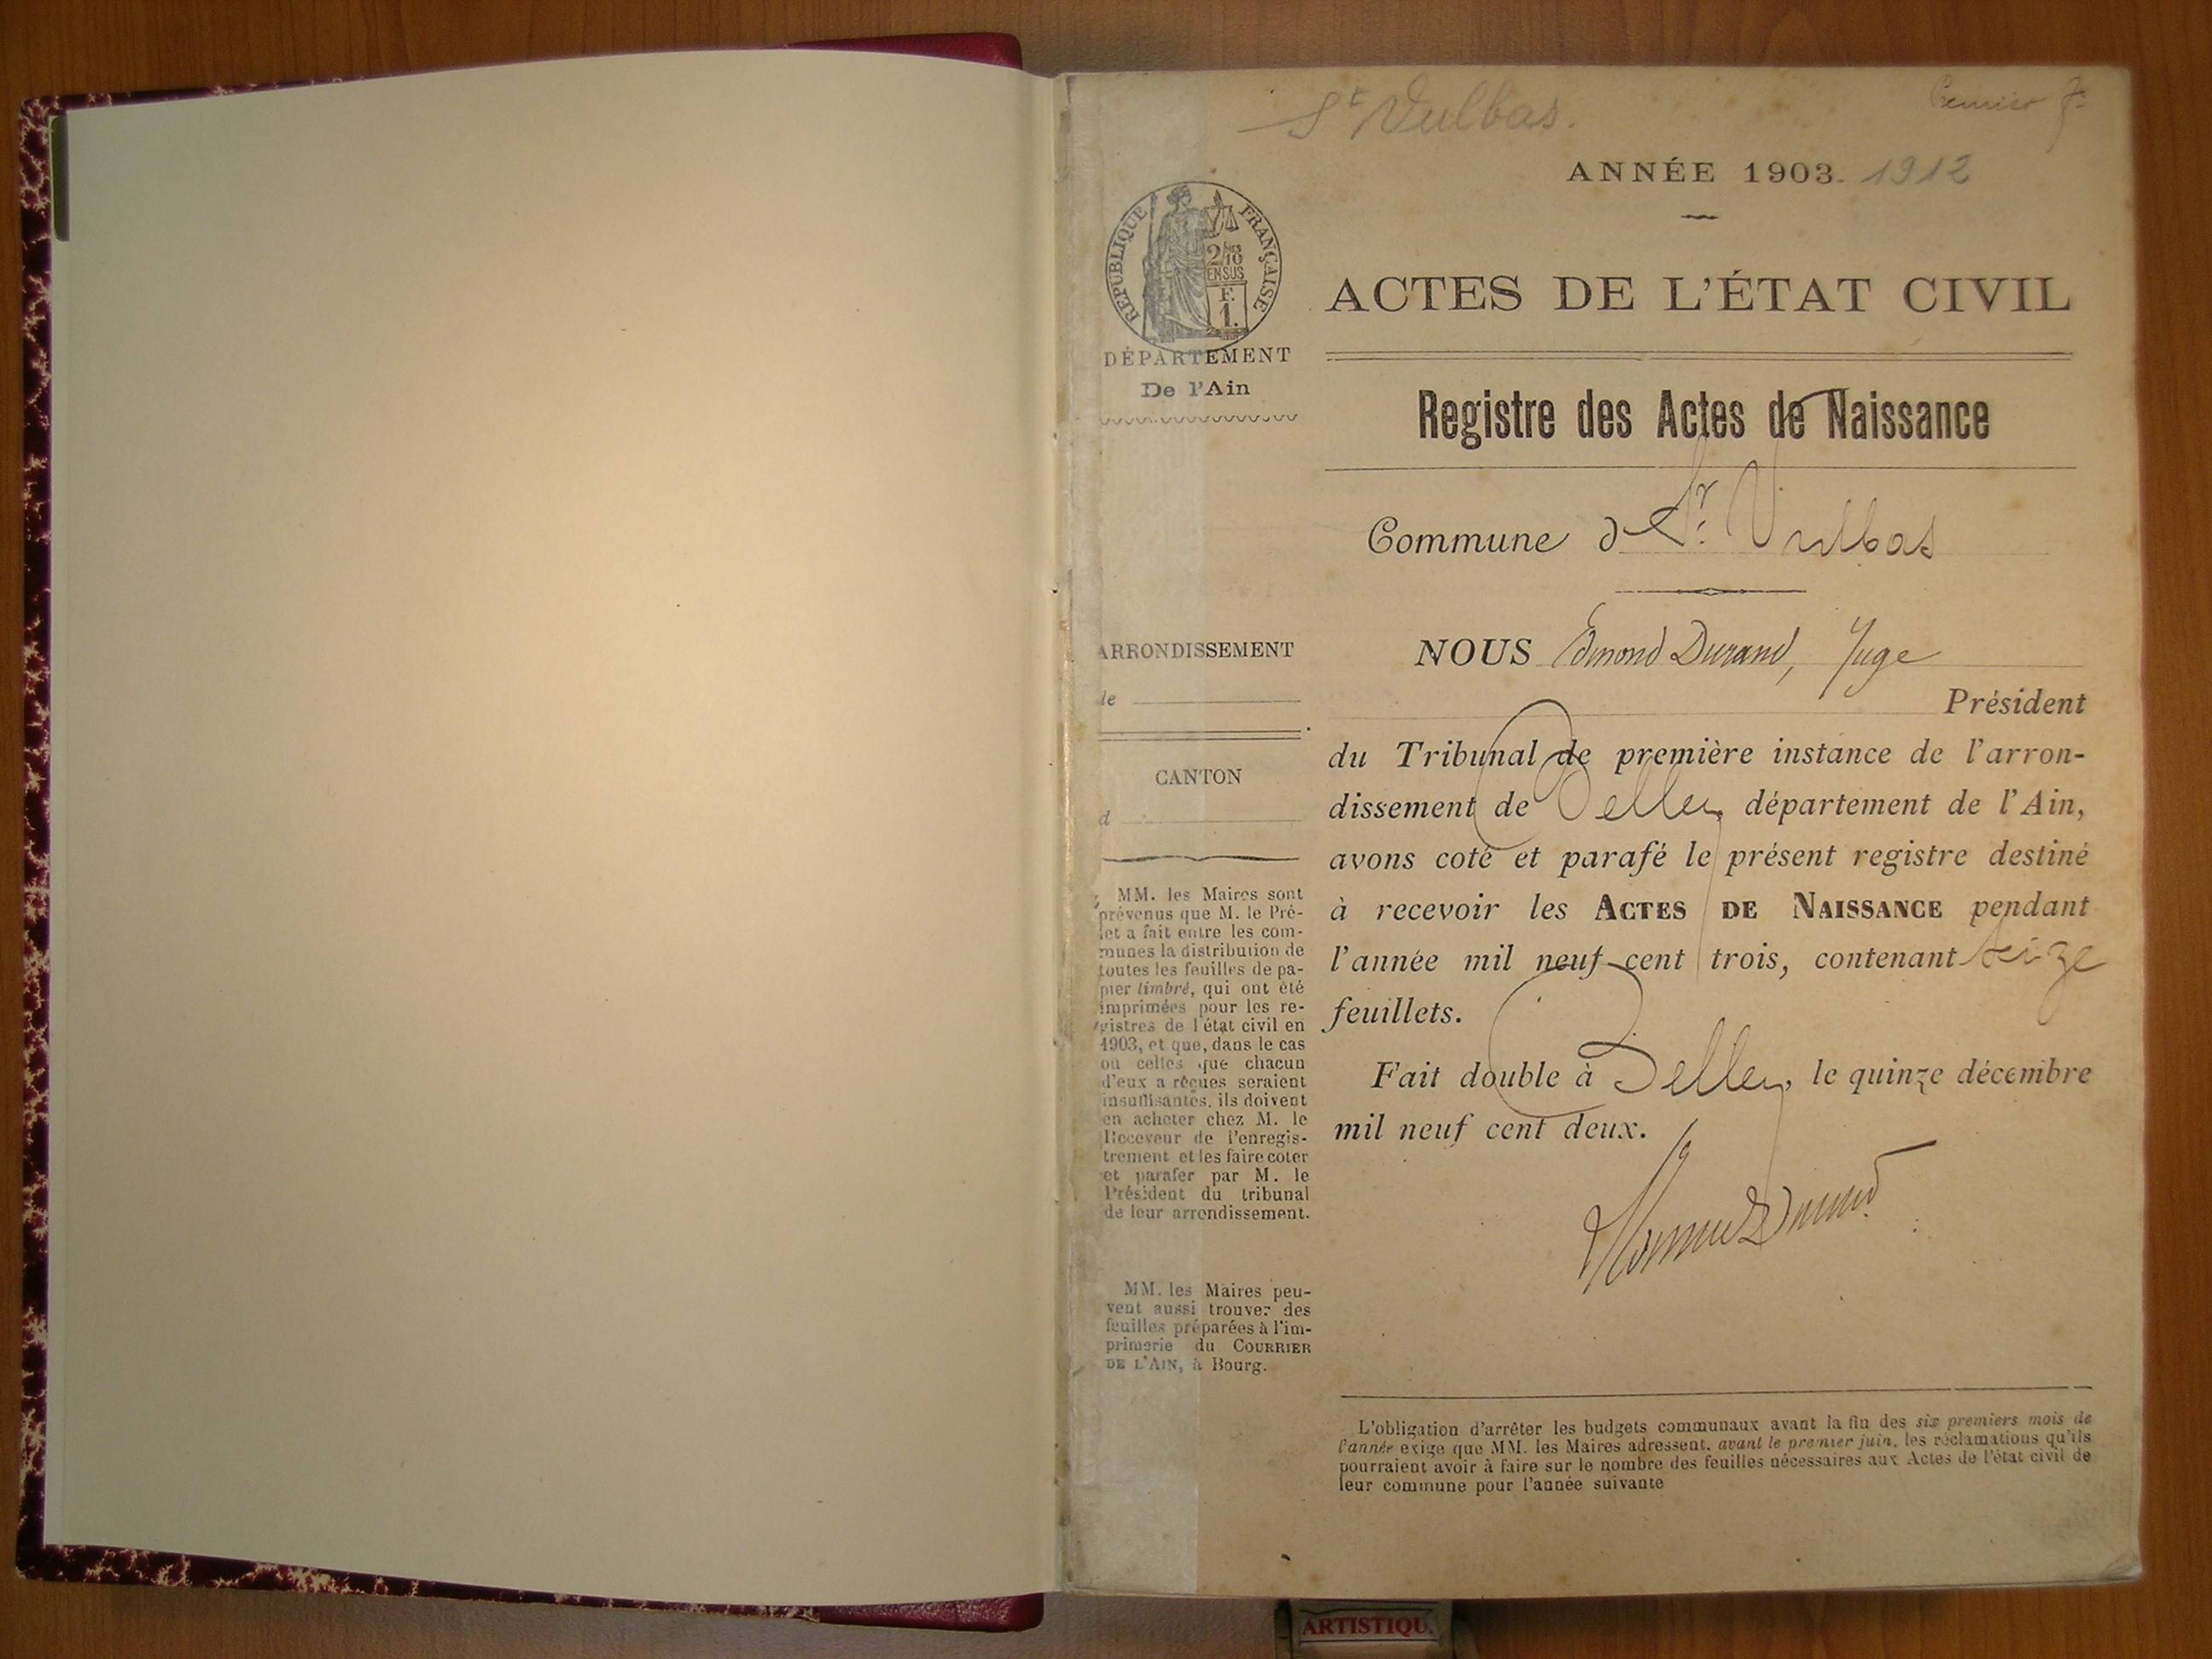 St Vulbas.
Premier
ANNÉE 1903. 1912
RÉPUBLIQUE FRANÇAISE
2/10
EN SUS
F.
1.
DÉPARTEMENT
De l'Ain
ARRONDISSEMENT
de
CANTON
d
MM. les Maires sont
prévenus que M. le Pré-
fet a fait entre les com-
munes la distribution de
toutes les feuilles de pa-
pier timbré, qui ont été
imprimées pour les re-
gistres de l'état civil en
1903, et que, dans le cas
où celles que chacun
d'eux a reçues seraient
insuffisantes, ils doivent
en acheter chez M. le
Receveur de l'enregis-
trement et les faire coter
et parafer par M. le
Président du tribunal
de leur arrondissement.
MM. les Maires peu-
vent aussi trouver des
feuilles préparées à l'im-
primerie du COURRIER
DE L'AIN, à Bourg.
ACTES DE L'ÉTAT CIVIL
Registre des Actes de Naissance
Commune de St. Vulbas
NOUS Edmond Durand, Juge
Président
du Tribunal de première instance de l'arron-
dissement de Belley, département de l'Ain,
avons coté et parafé le présent registre destiné
à recevoir les ACTES DE NAISSANCE pendant
l'année mil neuf cent trois, contenant seize
feuillets.
Fait double à Belley, le quinze décembre
mil neuf cent deux.
L'obligation d'arrêter les budgets communaux avant la fin des six premiers mois de
l'année exige que MM. les Maires adressent, avant le premier juin, les réclamations qu'ils
pourraient avoir à faire sur le nombre des feuilles nécessaires aux Actes de l'état civil de
leur commune pour l'année suivante
ARTISTIQU